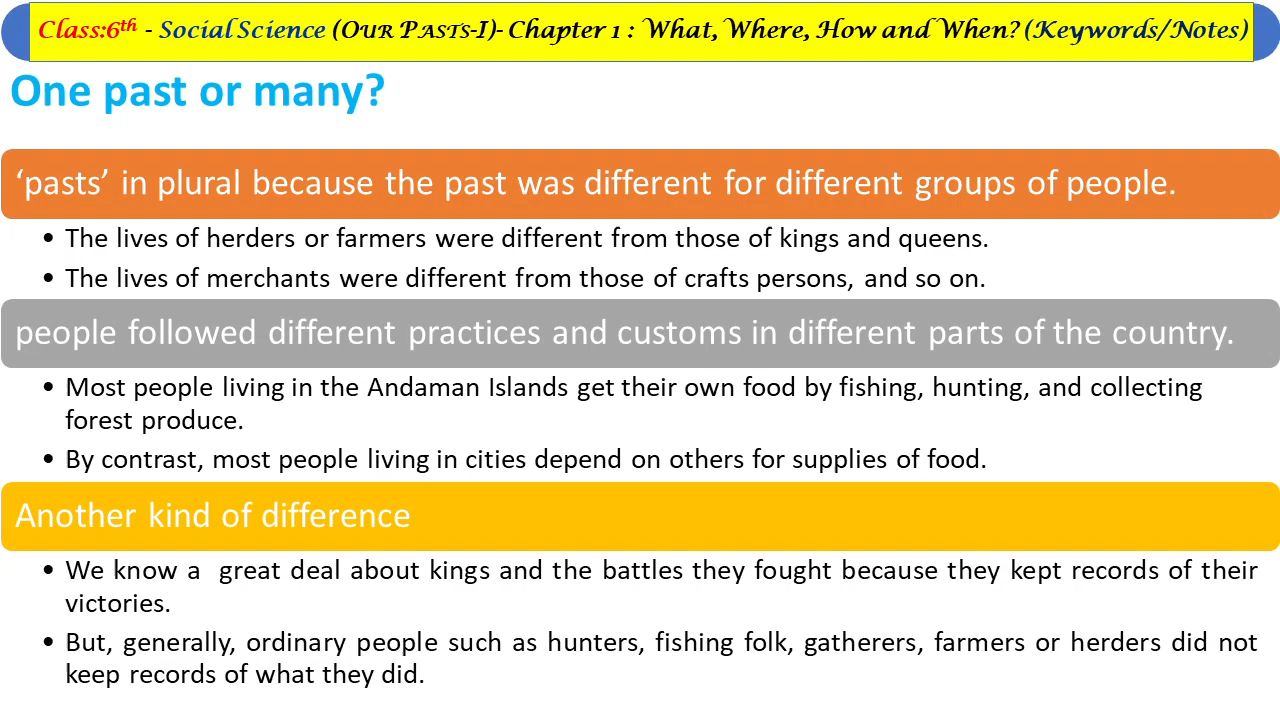 Class:6th - Social Science (OUR PASTS-I)- Chapter 1 : What, Where, How and When? (Keywords/Notes)
One past or many?
‘pasts’ in plural because the past was different for different groups of people.
• The lives of herders or farmers were different from those of kings and queens.
• The lives of merchants were different from those of crafts persons, and so on.
people followed different practices and customs in different parts of the country.
• Most people living in the Andaman Islands get their own food by fishing, hunting, and collecting
forest produce.
• By contrast, most people living in cities depend on others for supplies of food.
Another kind of difference
• We know a great deal about kings and the battles they fought because they kept records of their
victories.
• But, generally, ordinary people such as hunters, fishing folk, gatherers, farmers or herders did not
keep records of what they did.